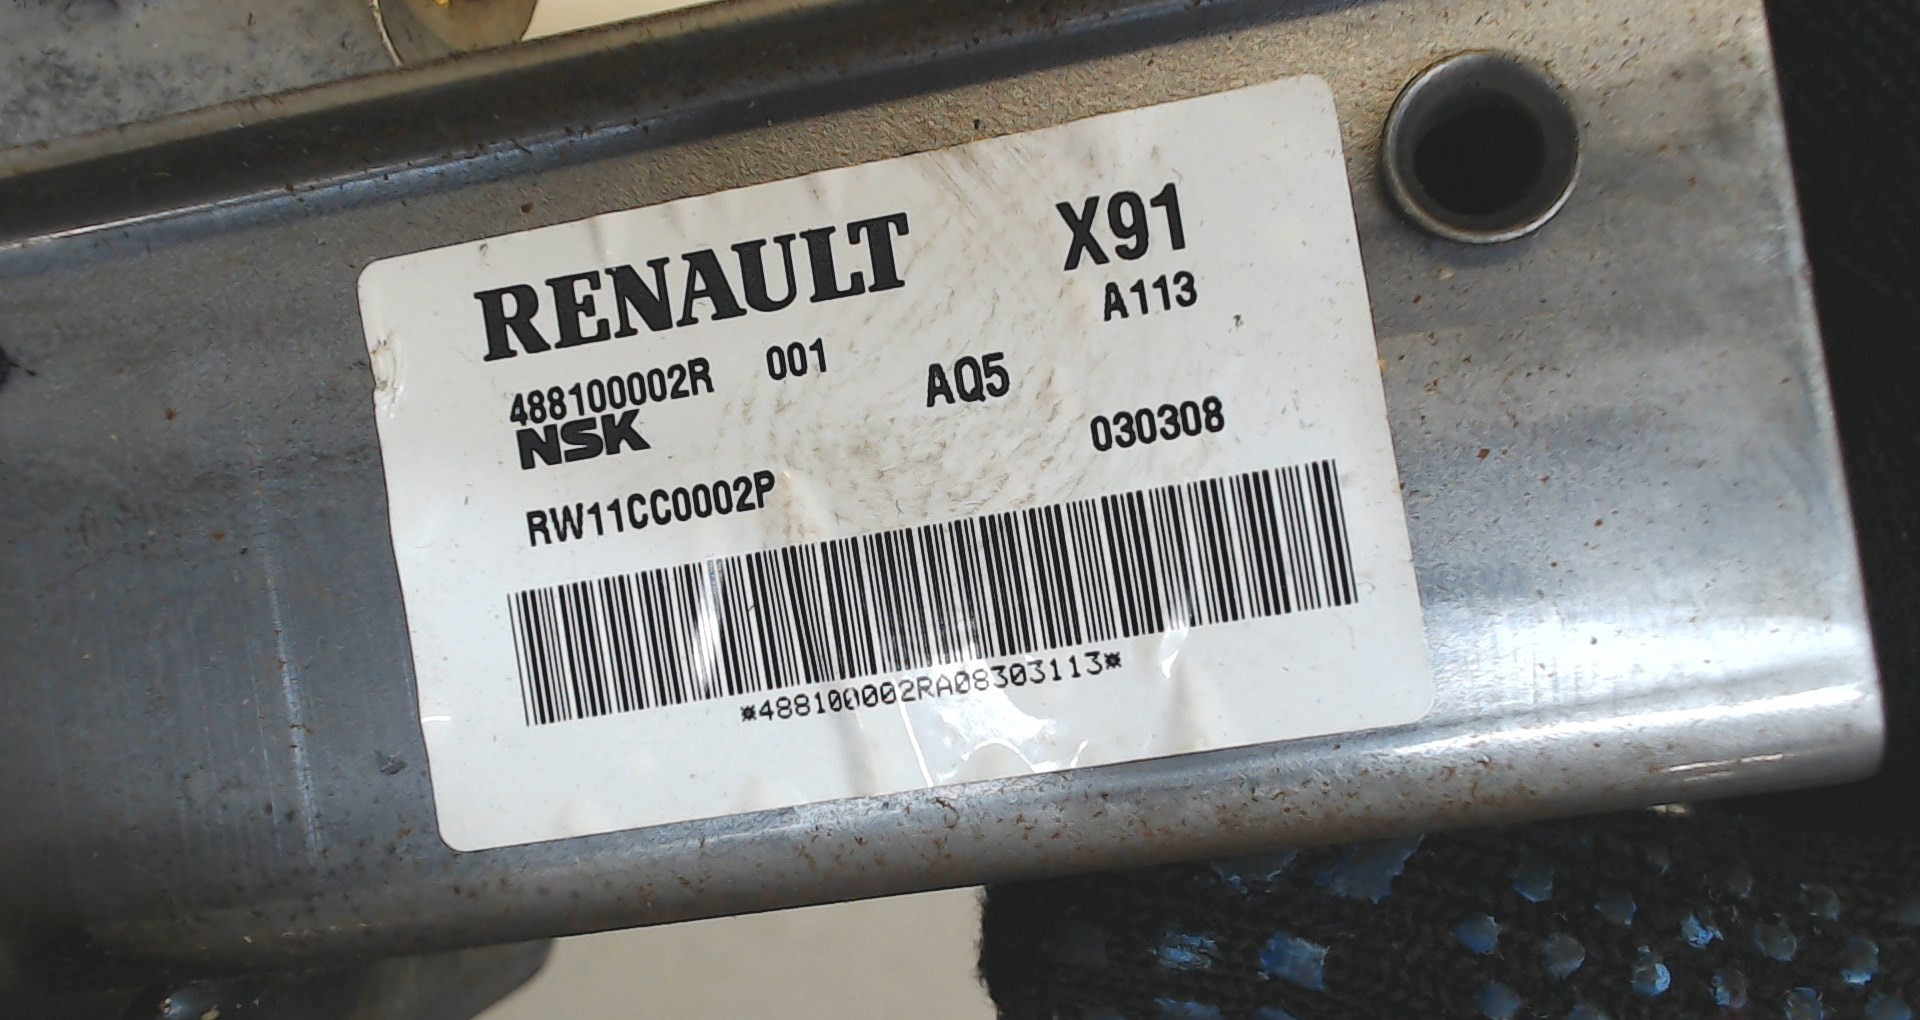 RENAULT X91
A113
488100002R 001 AQ5
NSK 030308
RW11CC0002P
*488100002RA08303113*